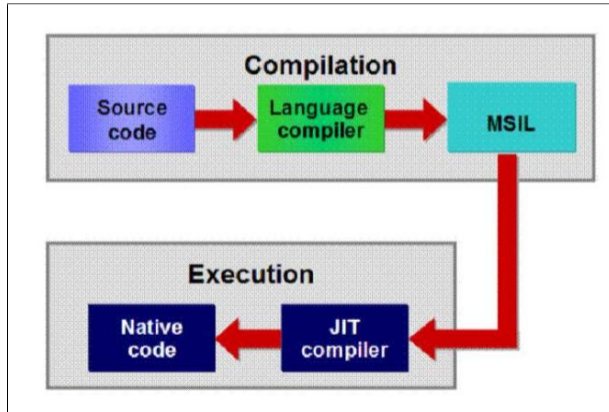 Compilation
Source
code
Language
compiler
MSIL
Execution
Native
code
JIT
compiler